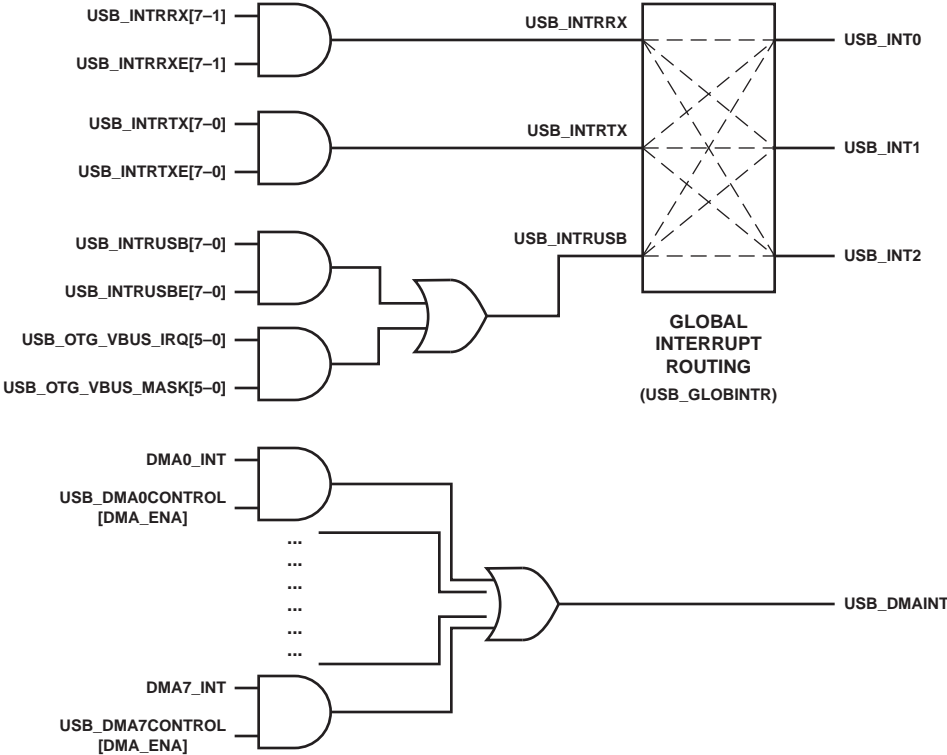 USB_INTRRX[7–1]
USB_INTRRXE[7–1]
USB_INTRRX
USB_INT0
USB_INTRTX[7–0]
USB_INTRTXE[7–0]
USB_INTRTX
USB_INT1
USB_INTRUSB[7–0]
USB_INTRUSBE[7–0]
USB_INTRUSB
USB_INT2
USB_OTG_VBUS_IRQ[5–0]
USB_OTG_VBUS_MASK[5–0]
GLOBAL
INTERRUPT
ROUTING
(USB_GLOBINTR)
DMA0_INT
USB_DMA0CONTROL
[DMA_ENA]
...
...
...
...
...
...
USB_DMAINT
DMA7_INT
USB_DMA7CONTROL
[DMA_ENA]